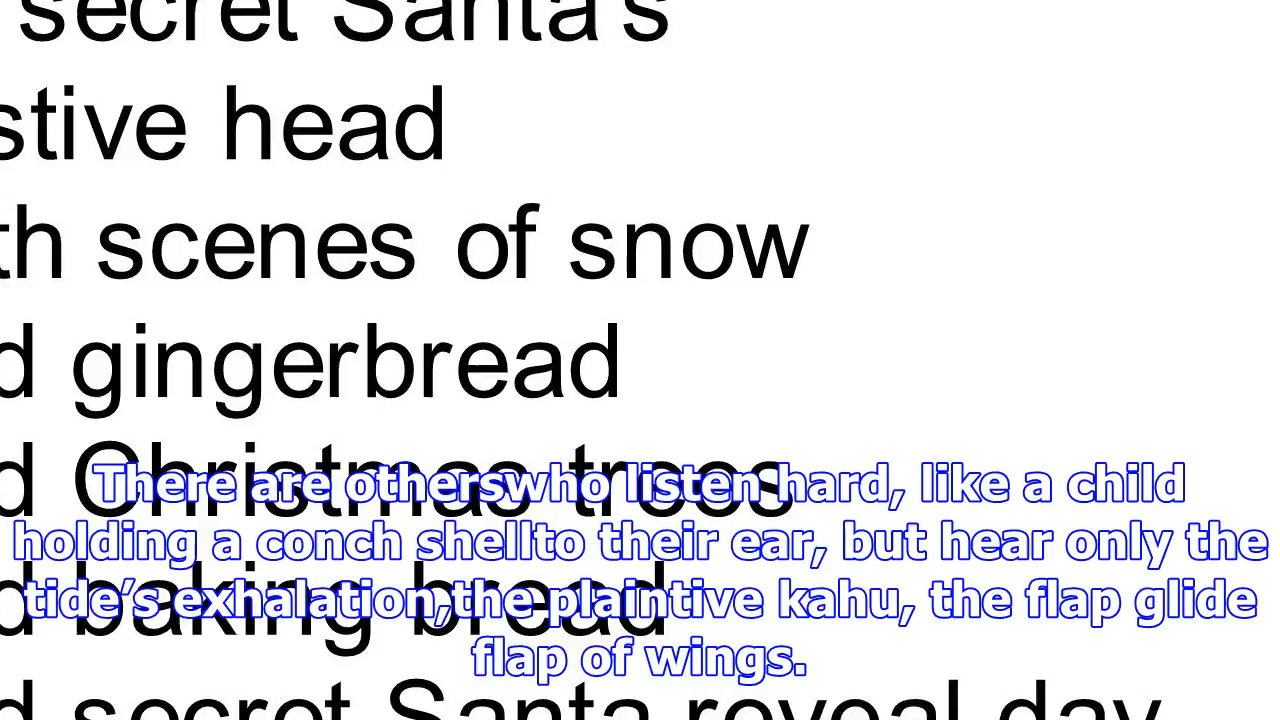 secret Santa's
stive head
th scenes of snow
d gingerbread
d Christmas trees
d baking bread
d secret Santa reveal day
There are otherswho listen hard, like a child
holding a conch shellto their ear, but hear only the
tide’s exhalation,the plaintive kahu, the flap glide
flap of wings.